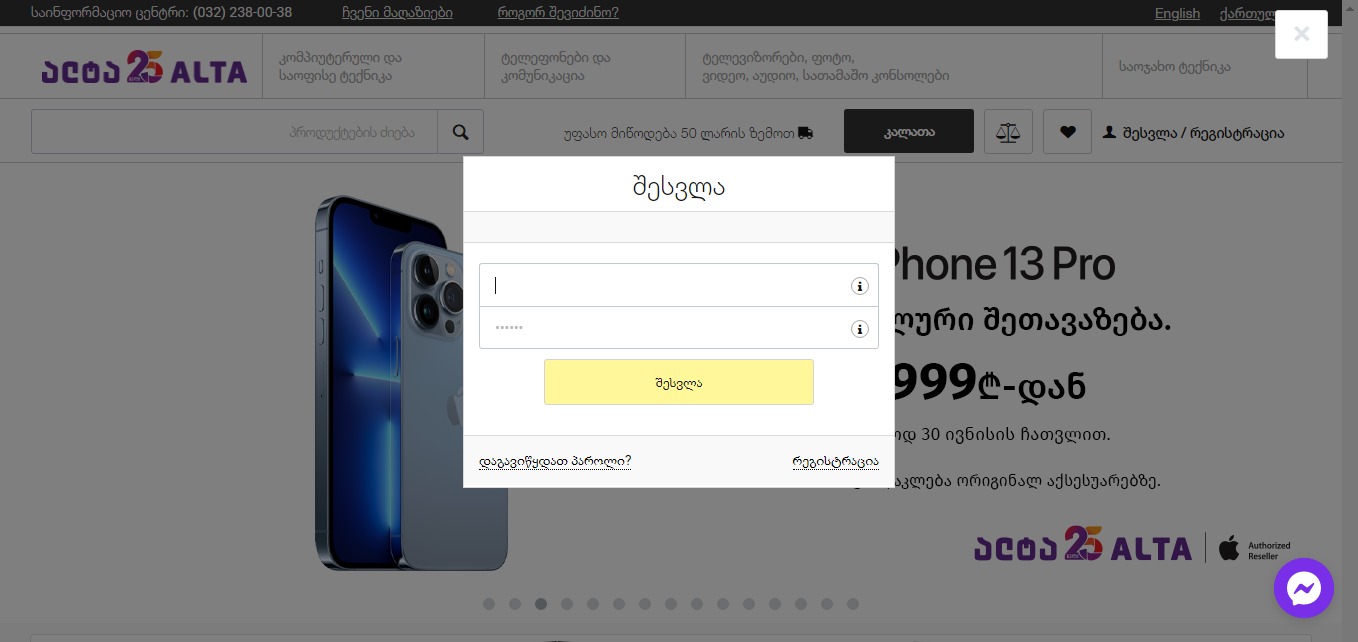 საინფორმაციო ცენტრი: (032) 238-00-38
ჩვენი მაღაზიები
როგორ შევიძინო?
English
ქართულ
ალტა 25 ALTA
კომპიუტერული და
საოფისე ტექნიკა
ტელეფონები და
კომუნიკაცია
ტელევიზორები, ფოტო,
ვიდეო, აუდიო, სათამაშო კონსოლები
საოჯახო ტექნიკა
პროდუქტების ძიება
უფასო მიწოდება 50 ლარის ზემოთ
კალათა
შესვლა / რეგისტრაცია
შესვლა
შესვლა
დაგავიწყდათ პაროლი?
რეგისტრაცია
Phone 13 Pro
ლური შეთავაზება.
999₾-დან
ოდ 30 ივნისის ჩათვლით.
აკლება ორიგინალ აქსესუარებზე.
ალტა 25 ALTA
Authorized
Reseller